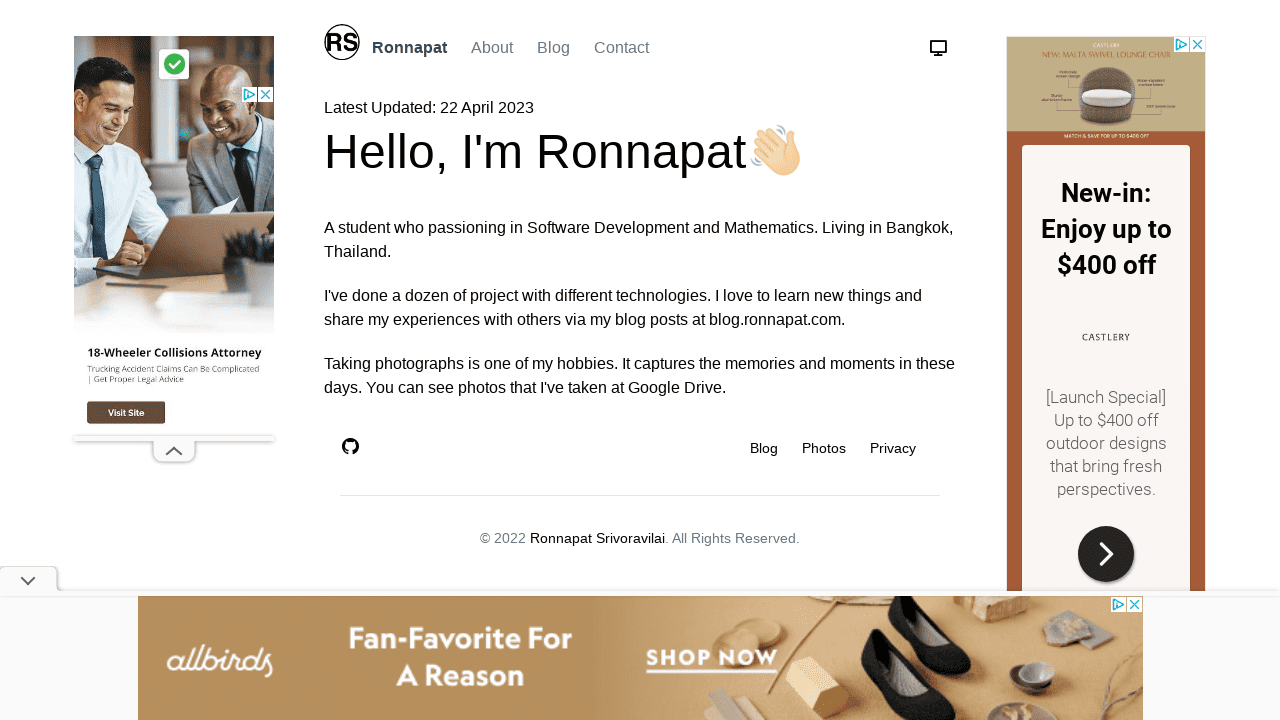 RS
Ronnapat
About
Blog
Contact
Latest Updated: 22 April 2023
Hello, I'm Ronnapat
A student who passioning in Software Development and Mathematics. Living in Bangkok,
Thailand.
I've done a dozen of project with different technologies. I love to learn new things and
share my experiences with others via my blog posts at blog.ronnapat.com.
Taking photographs is one of my hobbies. It captures the memories and moments in these
days. You can see photos that I've taken at Google Drive.
Blog
Photos
Privacy
© 2022 Ronnapat Srivoravilai. All Rights Reserved.
18-Wheeler Collisions Attorney
Trucking Accident Claims Can Be Complicated
| Get Proper Legal Advice
Visit Site
CASTLERY
NEW: MALTA SWIVEL LOUNGE CHAIR
MATCH & SAVE FOR UP TO $400 OFF
New-in:
Enjoy up to
$400 off
CASTLERY
[Launch Special]
Up to $400 off
outdoor designs
that bring fresh
perspectives.
allbirds
Fan-Favorite For
A Reason
SHOP NOW